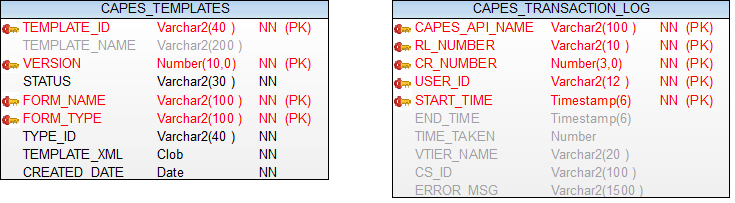 CAPES_TEMPLATES
TEMPLATE_ID Varchar2(40 ) NN (PK)
TEMPLATE_NAME Varchar2(200 )
VERSION Number(10,0) NN (PK)
STATUS Varchar2(30 ) NN
FORM_NAME Varchar2(100 ) NN (PK)
FORM_TYPE Varchar2(100 ) NN (PK)
TYPE_ID Varchar2(40 ) NN
TEMPLATE_XML Clob NN
CREATED_DATE Date NN
CAPES_TRANSACTION_LOG
CAPES_API_NAME Varchar2(100 ) NN (PK)
RL_NUMBER Varchar2(10 ) NN (PK)
CR_NUMBER Number(3,0) NN (PK)
USER_ID Varchar2(12 ) NN (PK)
START_TIME Timestamp(6) NN (PK)
END_TIME Timestamp(6)
TIME_TAKEN Number
VTIER_NAME Varchar2(20 )
CS_ID Varchar2(100 )
ERROR_MSG Varchar2(1500 )